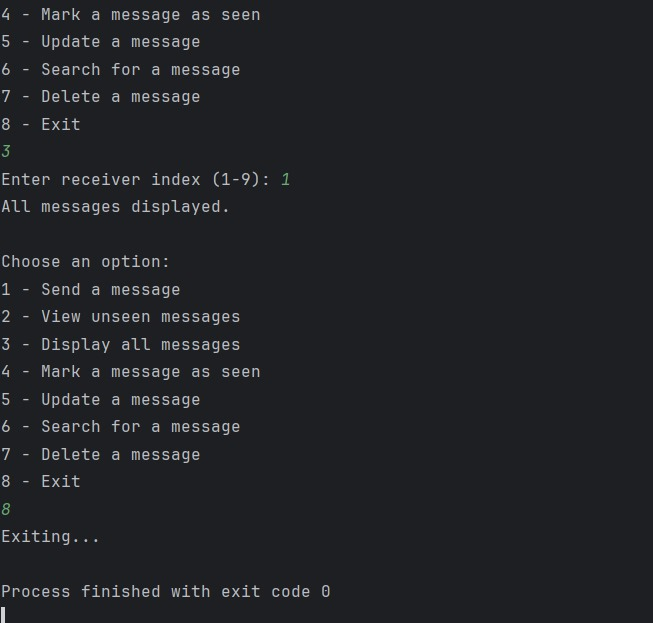 4 - Mark a message as seen
5 - Update a message
6 - Search for a message
7 - Delete a message
8 - Exit
3
Enter receiver index (1-9): 1
All messages displayed.
Choose an option:
1 - Send a message
2 - View unseen messages
3 - Display all messages
4 - Mark a message as seen
5 - Update a message
6 - Search for a message
7 - Delete a message
8 - Exit
8
Exiting...
Process finished with exit code 0